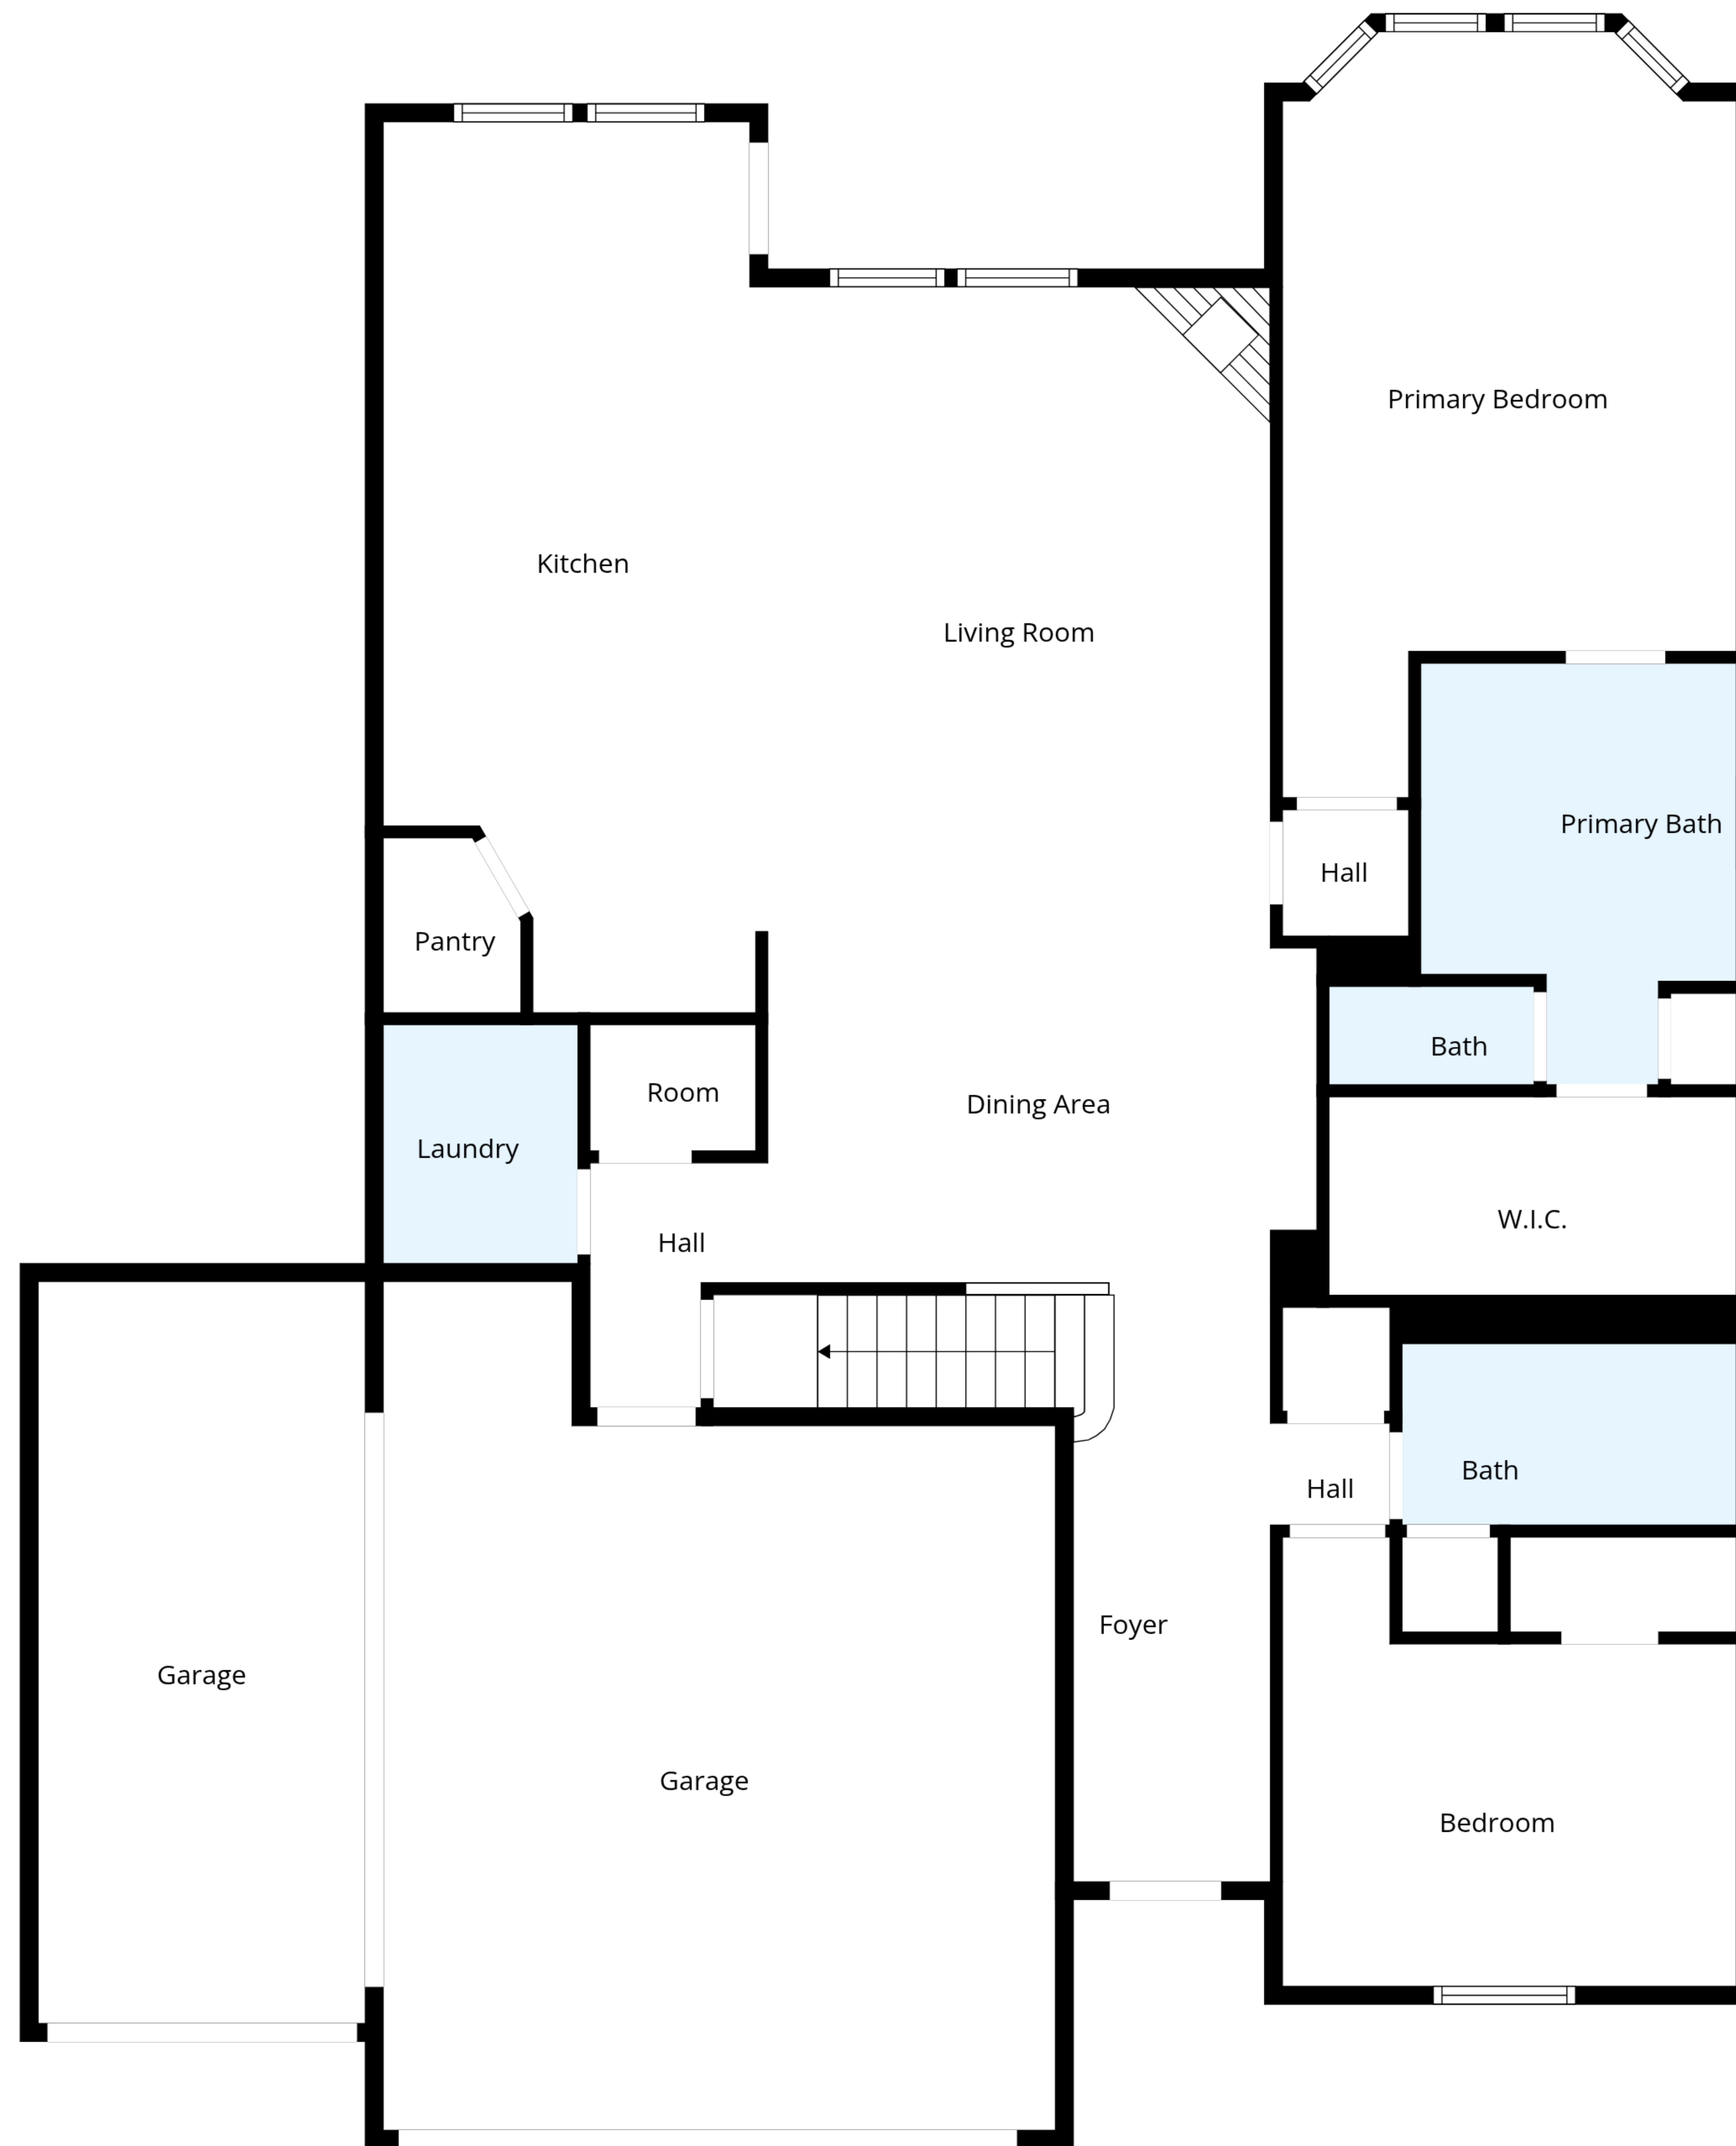 Primary Bedroom
Kitchen
Living Room
Primary Bath
Hall
Pantry
Bath
Room
Dining Area
Laundry
W.I.C.
Hall
Bath
Hall
Foyer
Garage
Garage
Bedroom